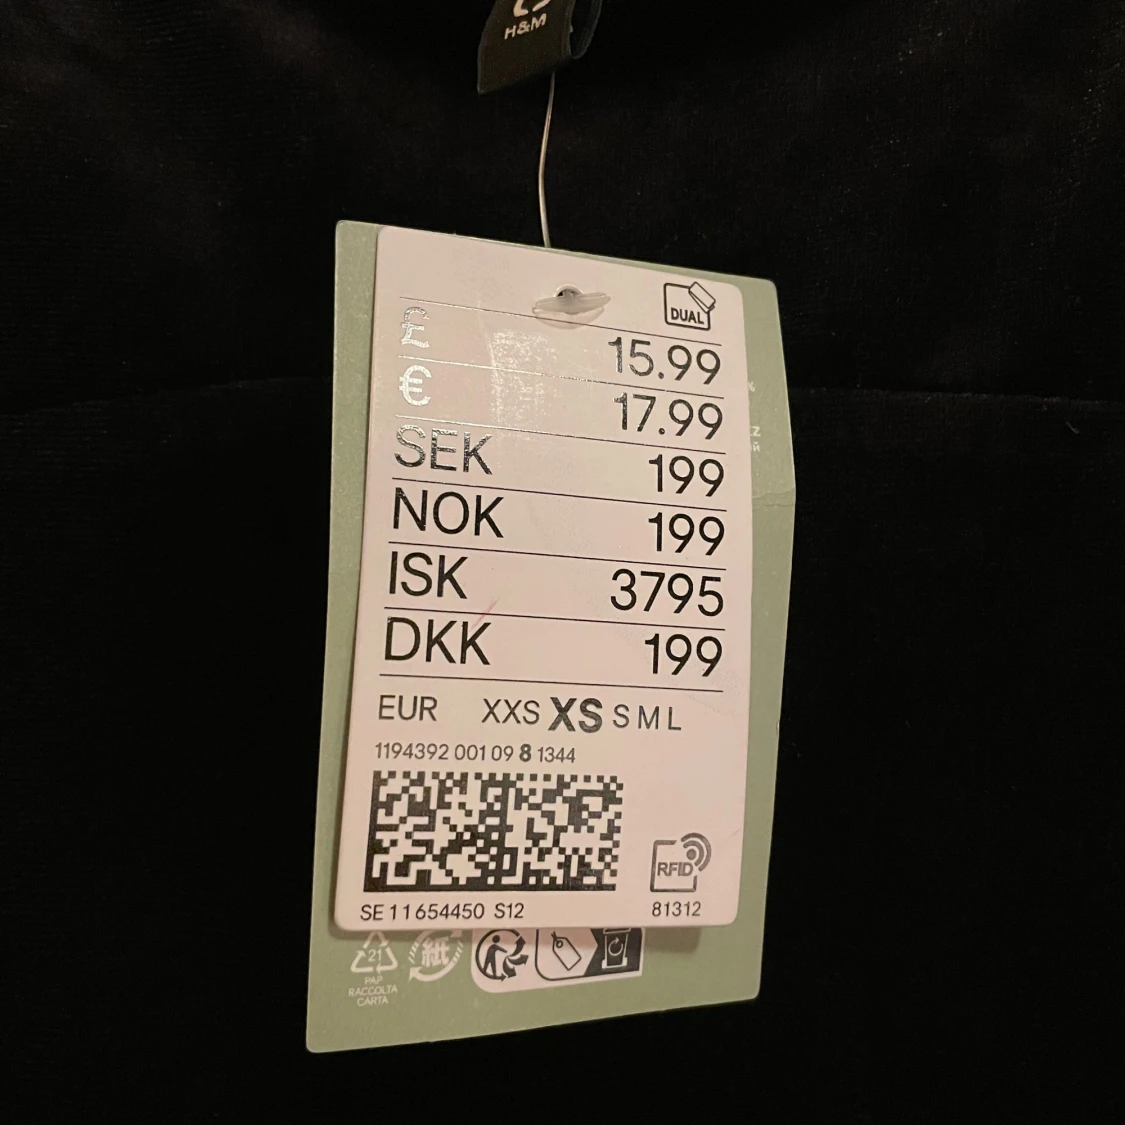 H&M
DUAL
£ 15.99
€ 17.99
SEK 199
NOK 199
ISK 3795
DKK 199
EUR XXS XS S M L
1194392 001 09 8 1344
RFID
SE 11654450 S12
81312
21
紙
PAP
RACCOLTA
CARTA